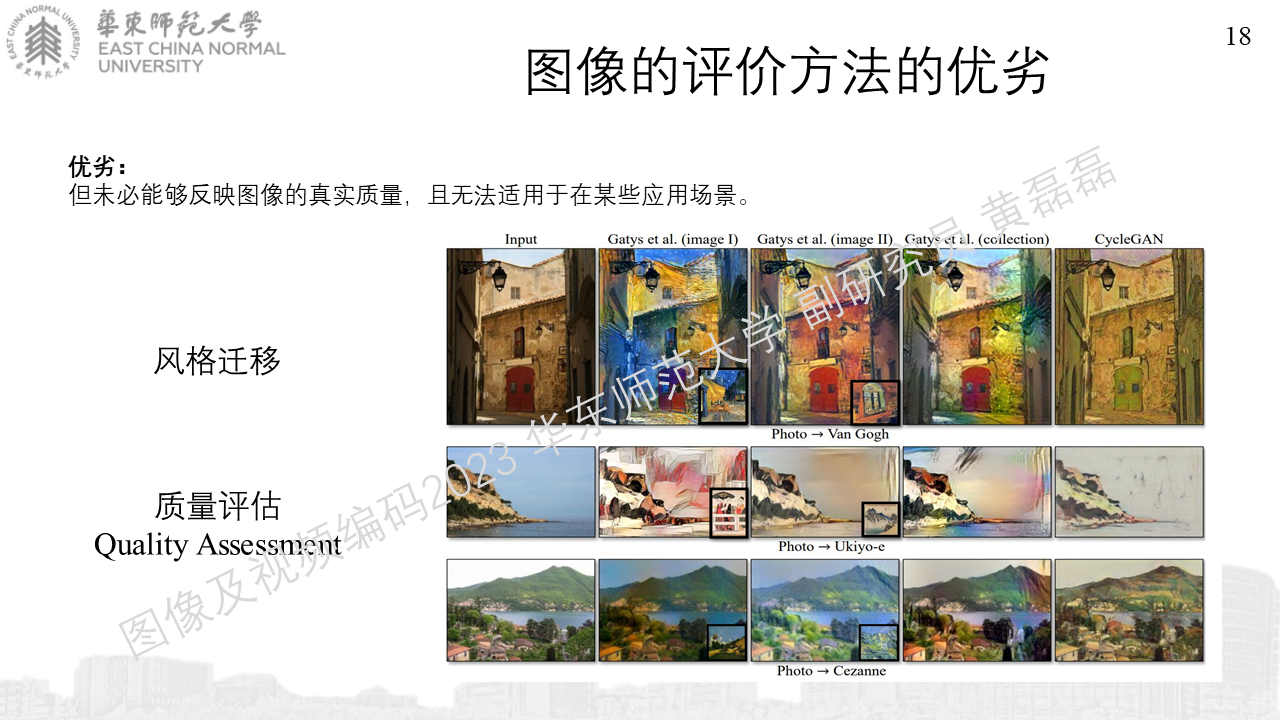 華東師范大學
EAST CHINA NORMAL
UNIVERSITY
EAST CHINA NORMAL UNIVERSITY
華東師范大學
18
图像的评价方法的优劣
优劣：
但未必能够反映图像的真实质量，且无法适用于在某些应用场景。
Input
Gatys et al. (image I)
Gatys et al. (image II)
Gatys et al. (collection)
CycleGAN
风格迁移
Photo → Van Gogh
质量评估
Quality Assessment
Photo → Ukiyo-e
Photo → Cezanne
图像及视频编码2023 华东师范大学 副研究员 黄磊磊